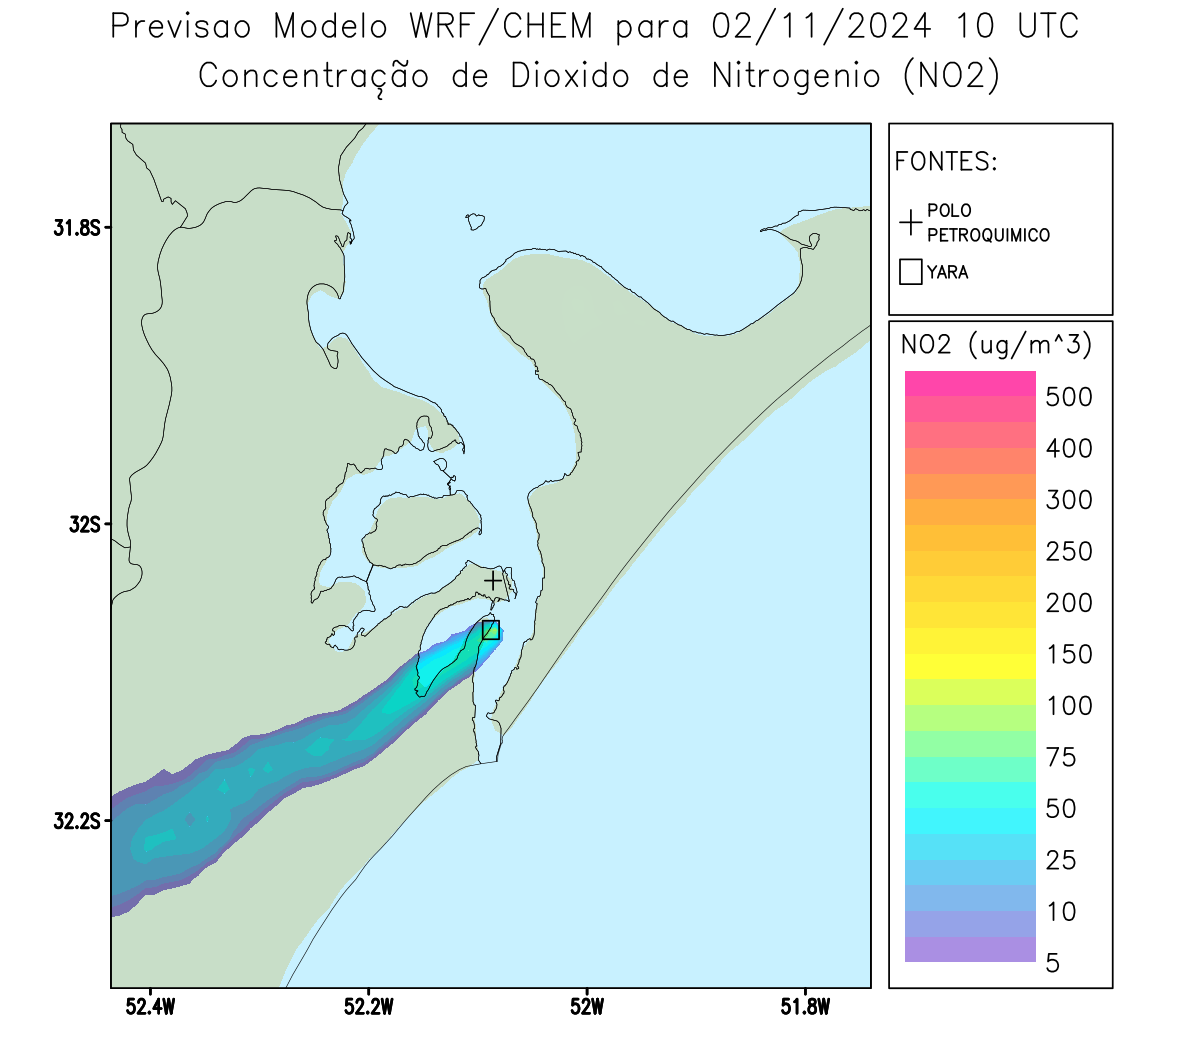 Previsao Modelo WRF/CHEM para 02/11/2024 10 UTC
Concentração de Dioxido de Nitrogenio (NO2)
FONTES:
POLO
PETROQUIMICO
YARA
31.8S
32S
32.2S
52.4W
52.2W
52W
51.8W
NO2 (ug/m^3)
500
400
300
250
200
150
100
75
50
25
10
5